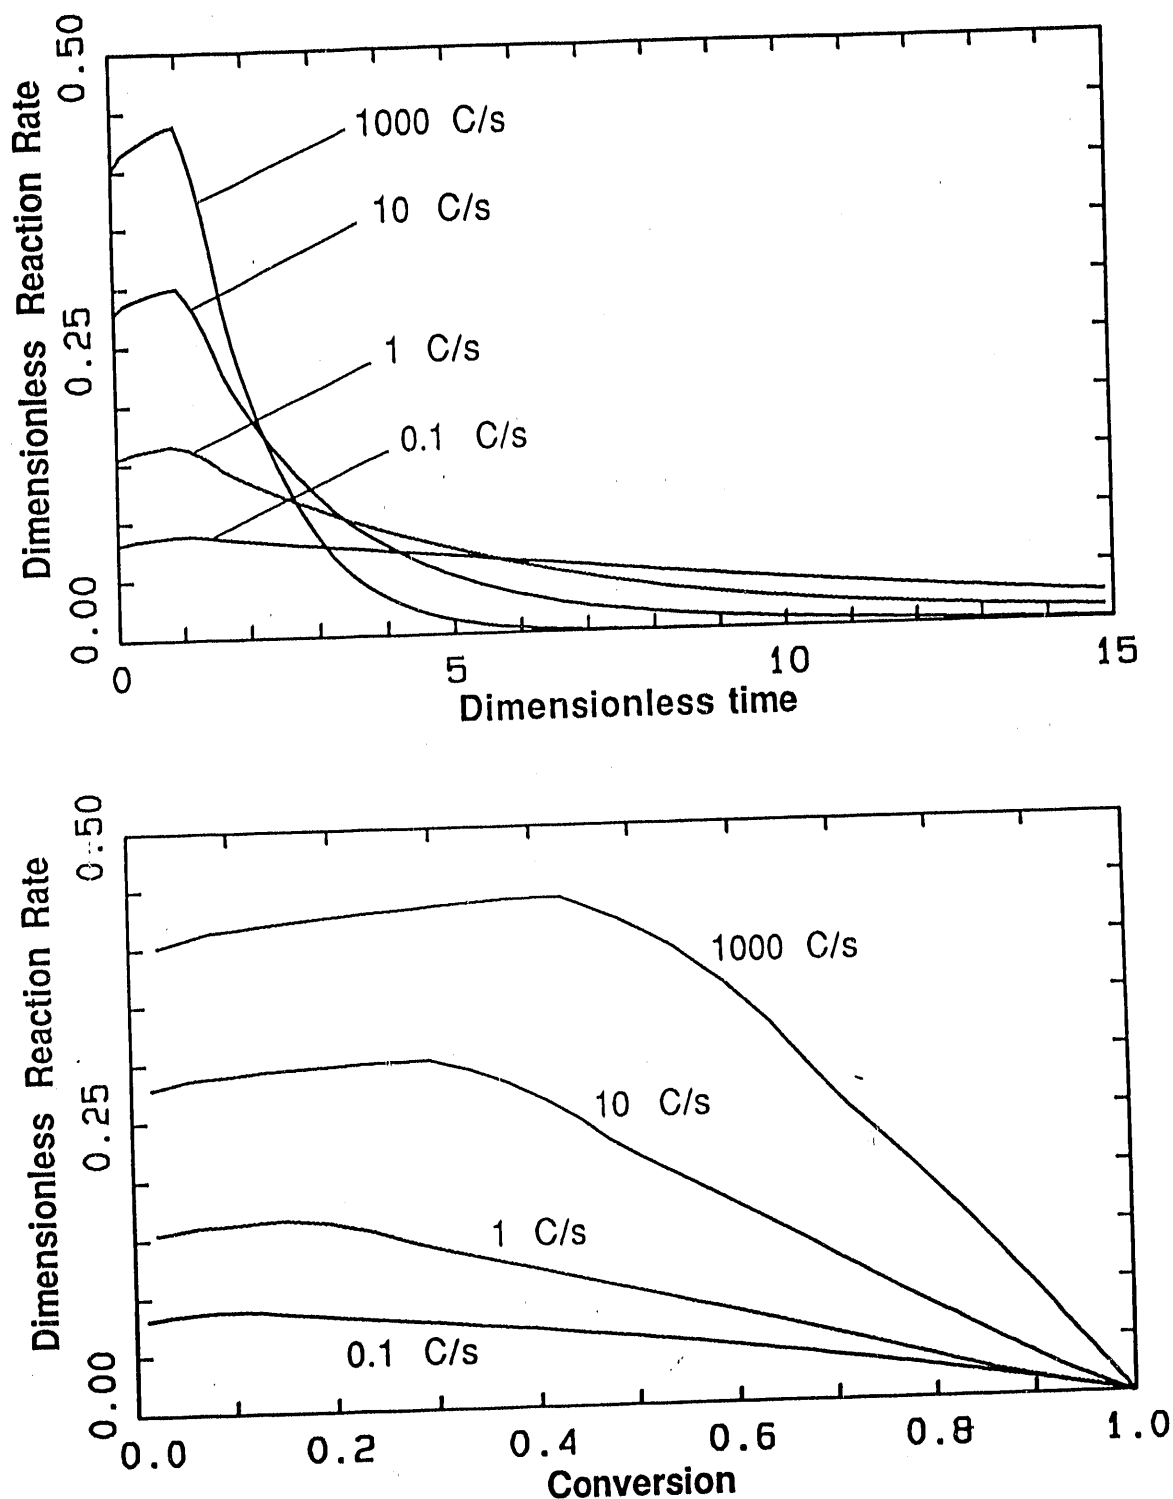 Dimensionless Reaction Rate
0.50
0.25
0.00
1000 C/s
10 C/s
1 C/s
0.1 C/s
0
5
10
15
Dimensionless time
Dimensionless Reaction Rate
0.50
0.25
0.00
1000 C/s
10 C/s
1 C/s
0.1 C/s
0.0
0.2
0.4
0.6
0.8
1.0
Conversion